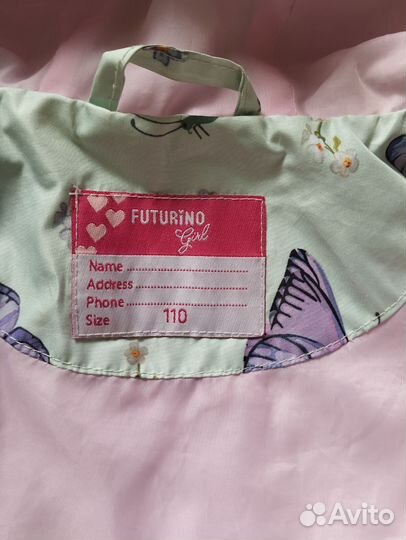 FUTURiNO
Girl
Name ..............................
Address ..........................
Phone ............................
Size 110
Avito